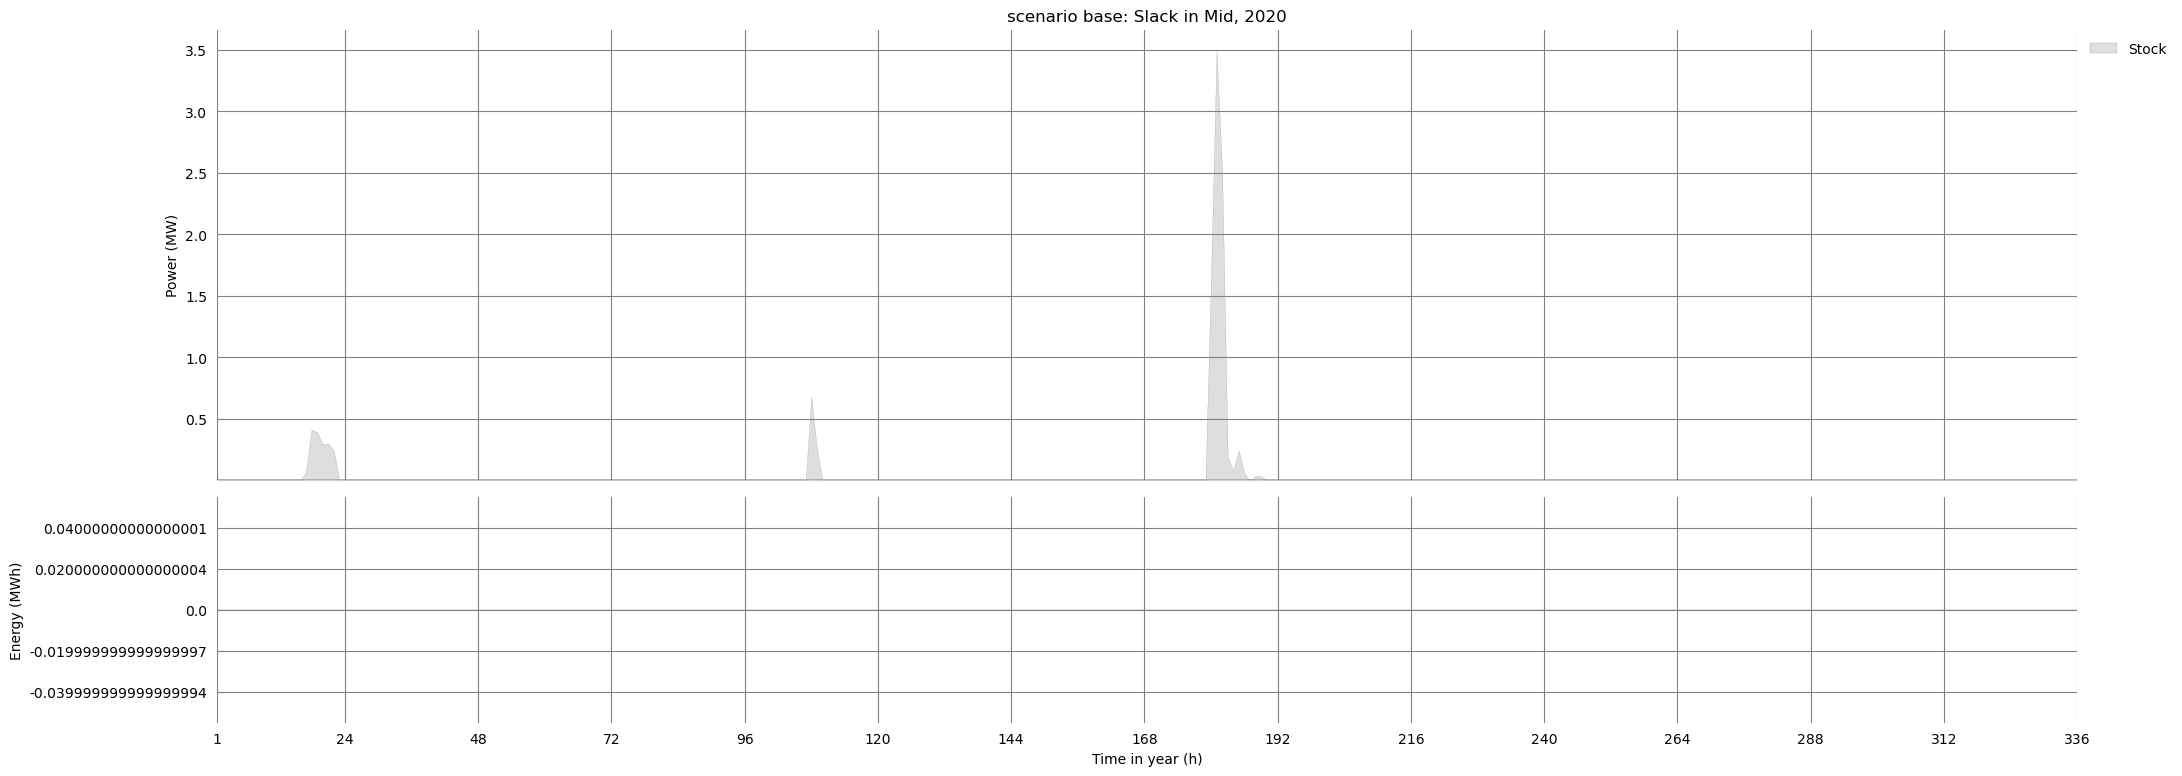 scenario base: Slack in Mid, 2020
Stock
Power (MW)
3.5
3.0
2.5
2.0
1.5
1.0
0.5
Energy (MWh)
0.040000000000000001
0.020000000000000004
0.0
-0.019999999999999997
-0.039999999999999994
1 24 48 72 96 120 144 168 192 216 240 264 288 312 336
Time in year (h)